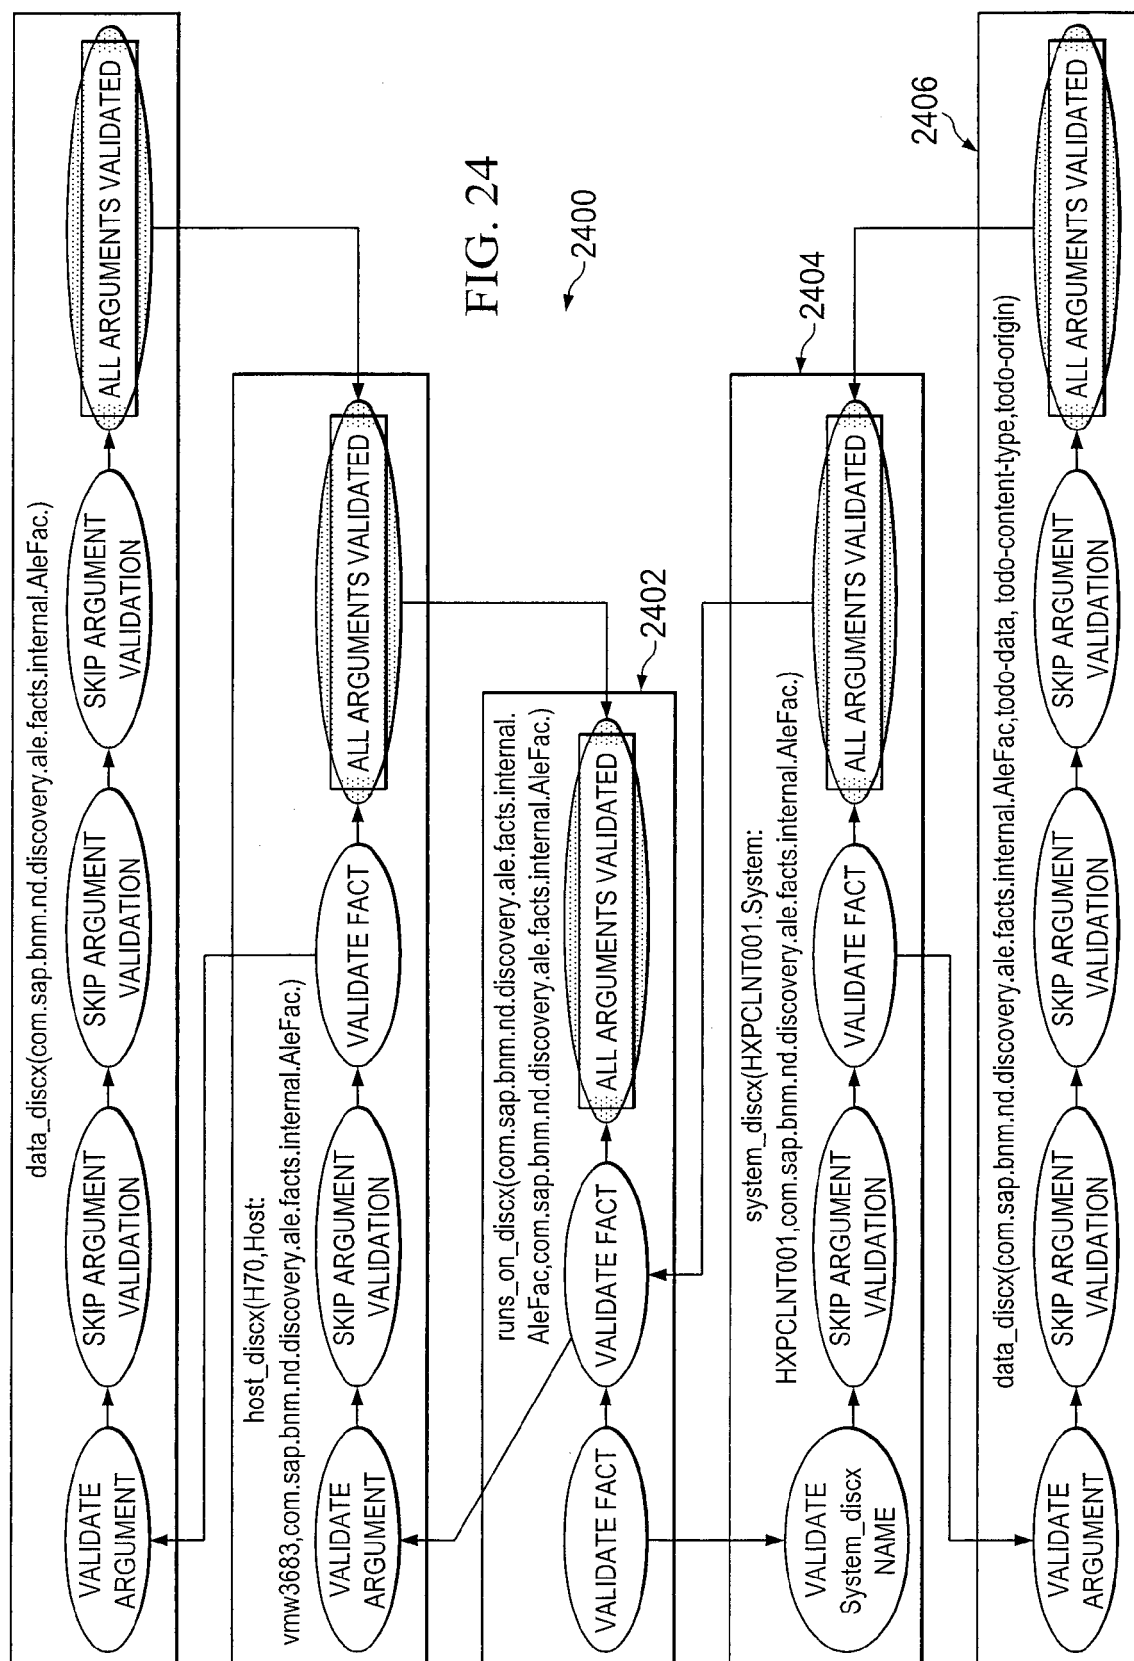 data_discx(com.sap.bnm.nd.discovery.ale.facts.internal.AleFac.)
VALIDATE
ARGUMENT
SKIP ARGUMENT
VALIDATION
SKIP ARGUMENT
VALIDATION
SKIP ARGUMENT
VALIDATION
ALL ARGUMENTS VALIDATED
host_discx(H70,Host:
vmw3683,com.sap.bnm.nd.discovery.ale.facts.internal.AleFac.)
VALIDATE
ARGUMENT
SKIP ARGUMENT
VALIDATION
VALIDATE FACT
ALL ARGUMENTS VALIDATED
FIG. 24
2400
2402
runs_on_discx(com.sap.bnm.nd.discovery.ale.facts.internal.
AleFac,com.sap.bnm.nd.discovery.ale.facts.internal.AleFac.)
VALIDATE FACT
VALIDATE FACT
ALL ARGUMENTS VALIDATED
2404
system_discx(HXPCLNT001.System:
HXPCLNT001,com.sap.bnm.nd.discovery.ale.facts.internal.AleFac.)
VALIDATE
System_discx
NAME
SKIP ARGUMENT
VALIDATION
VALIDATE FACT
ALL ARGUMENTS VALIDATED
2406
data_discx(com.sap.bnm.nd.discovery.ale.facts.internal.AleFac,todo-data, todo-content-type,todo-origin)
VALIDATE
ARGUMENT
SKIP ARGUMENT
VALIDATION
SKIP ARGUMENT
VALIDATION
SKIP ARGUMENT
VALIDATION
ALL ARGUMENTS VALIDATED